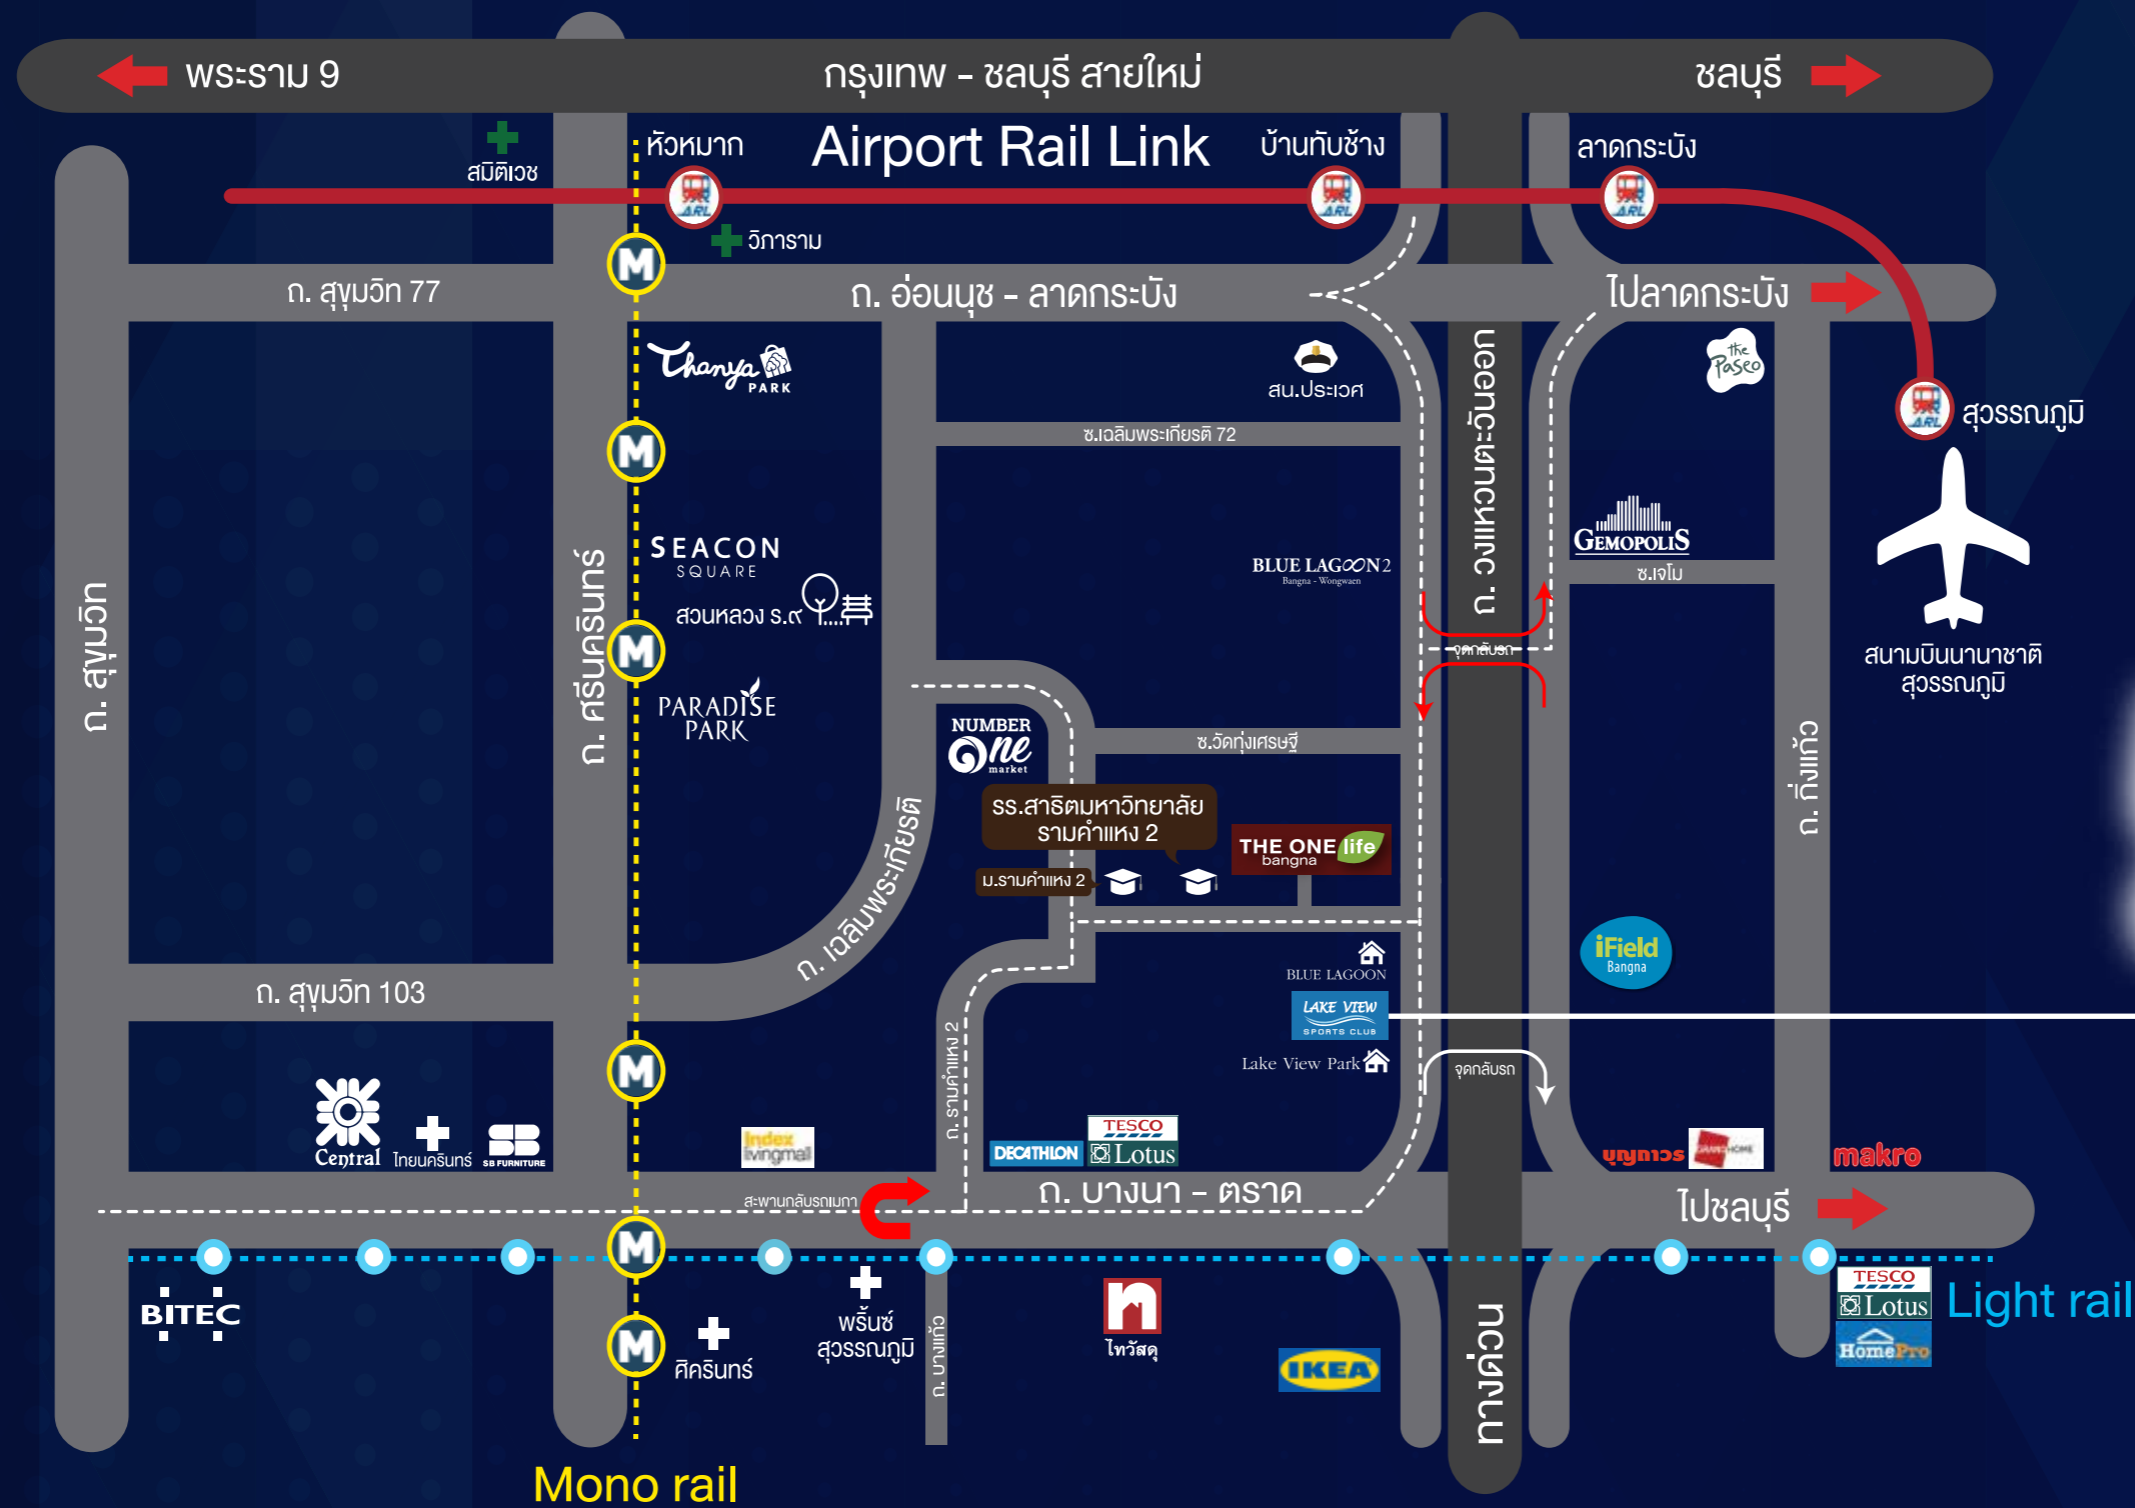 พระราม 9
กรุงเทพ - ชลบุรี สายใหม่
ชลบุรี
สมิติเวช
หัวหมาก
Airport Rail Link
บ้านทับช้าง
ลาดกระบัง
ARL
ARL
ARL
วิภาราม
M
ถ. สุขุมวิท 77
ถ. อ่อนนุช - ลาดกระบัง
ไปลาดกระบัง
Thanya
PARK
สน.ประเวศ
the
Paseo
ARL
สุวรรณภูมิ
ซ.เฉลิมพระเกียรติ 72
M
ถ. วงแหวนตะวันออก
SEACON
SQUARE
สวนหลวง ร.๙
BLUE LAGOON 2
Bangna - Wongwaen
GEMOPOLIS
ซ.เจโม
ถ. สุขุมวิท
ถ. ศรีนครินทร์
M
จุดกลับรถ
สนามบินนานาชาติ
สุวรรณภูมิ
PARADISE
PARK
NUMBER
One
market
ซ.วัดทุ่งเศรษฐี
ถ. กิ่งแก้ว
รร.สาธิตมหาวิทยาลัย
รามคำแหง 2
THE ONE life
bangna
ม.รามคำแหง 2
ถ. เฉลิมพระเกียรติ
iField
Bangna
BLUE LAGOON
ถ. สุขุมวิท 103
LAKE VIEW
SPORTS CLUB
Lake View Park
M
จุดกลับรถ
ถ. รามคำแหง 2
Central
ไทยนครินทร์
SB
SB FURNITURE
index
livingmall
DECATHLON
TESCO
Lotus
บุญถาวร
GRAND HOME
makro
สะพานกลับรถเมกา
ถ. บางนา - ตราด
ไปชลบุรี
M
BITEC
พริ้นซ์
สุวรรณภูมิ
ถ. บางแก้ว
ไทวัสดุ
IKEA
ทางด่วน
TESCO
Lotus
HomePro
Light rail
M
ศิครินทร์
Mono rail